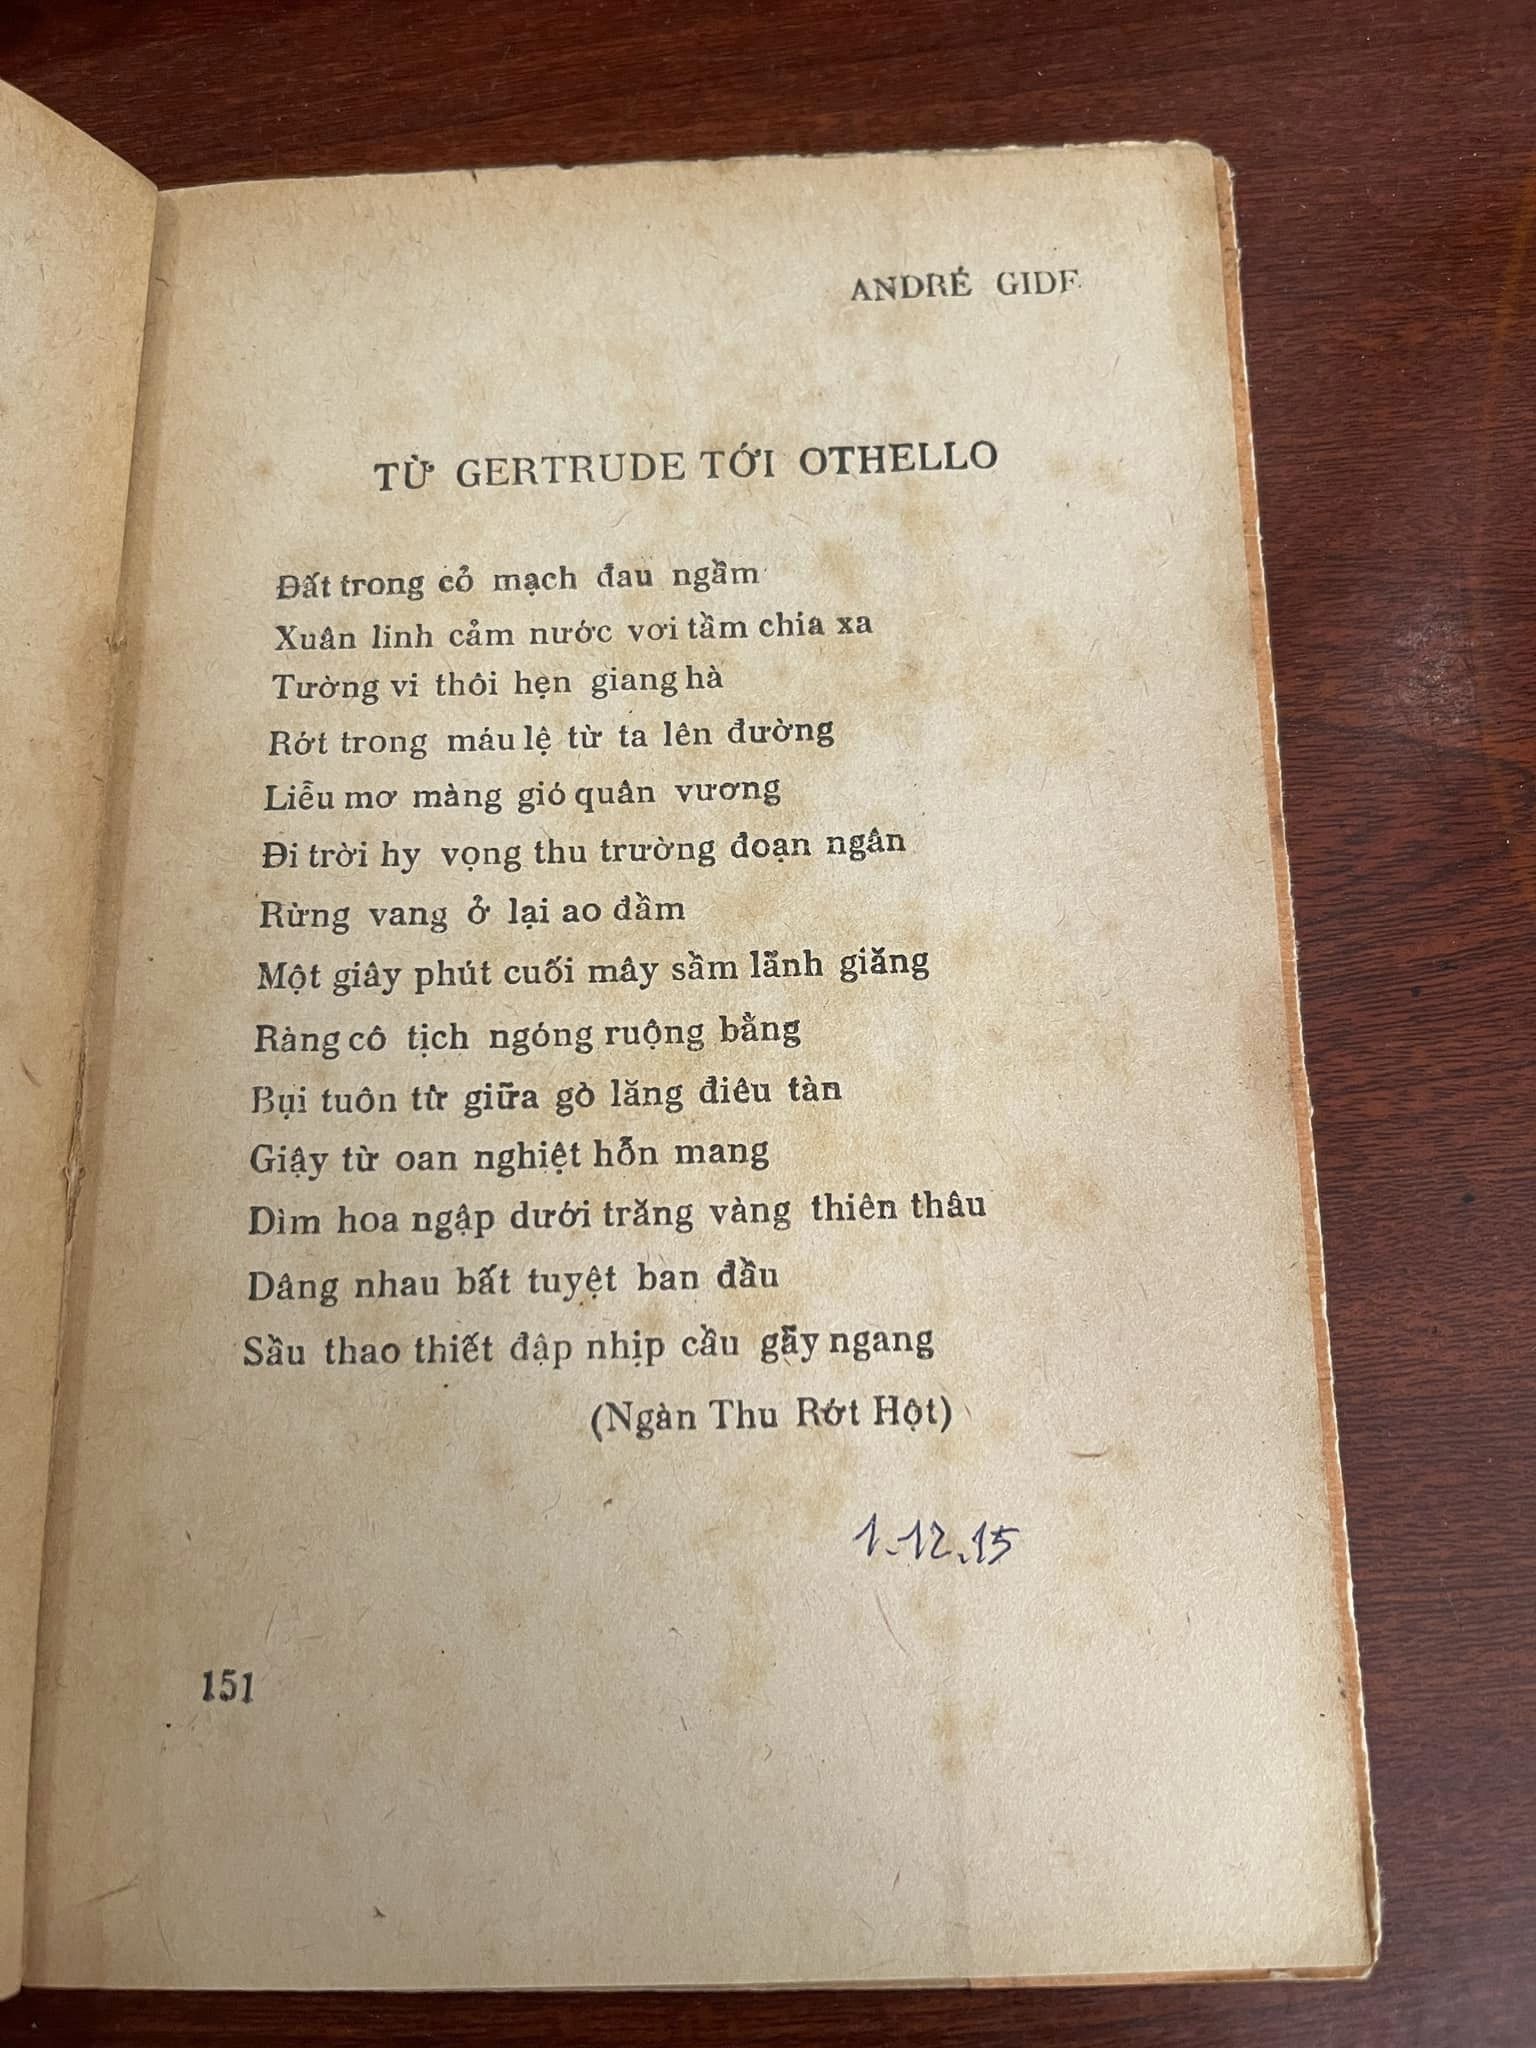 ANDRÉ GIDE
TỪ GERTRUDE TỚI OTHELLO
Đất trong cỏ mạch đau ngầm
Xuân linh cảm nước vơi tầm chia xa
Tường vi thôi hẹn giang hà
Rớt trong máu lệ từ ta lên đường
Liễu mơ màng gió quân vương
Đi trời hy vọng thu trường đoạn ngân
Rừng vang ở lại ao đầm
Một giây phút cuối mây sầm lãnh giăng
Ràng cô tịch ngóng ruộng bằng
Bụi tuôn từ giữa gò lăng điêu tàn
Giậy từ oan nghiệt hỗn mang
Dìm hoa ngập dưới trăng vàng thiên thâu
Dâng nhau bất tuyệt ban đầu
Sầu thao thiết đập nhịp cầu gẫy ngang
(Ngàn Thu Rớt Hột)
1.12.15
151